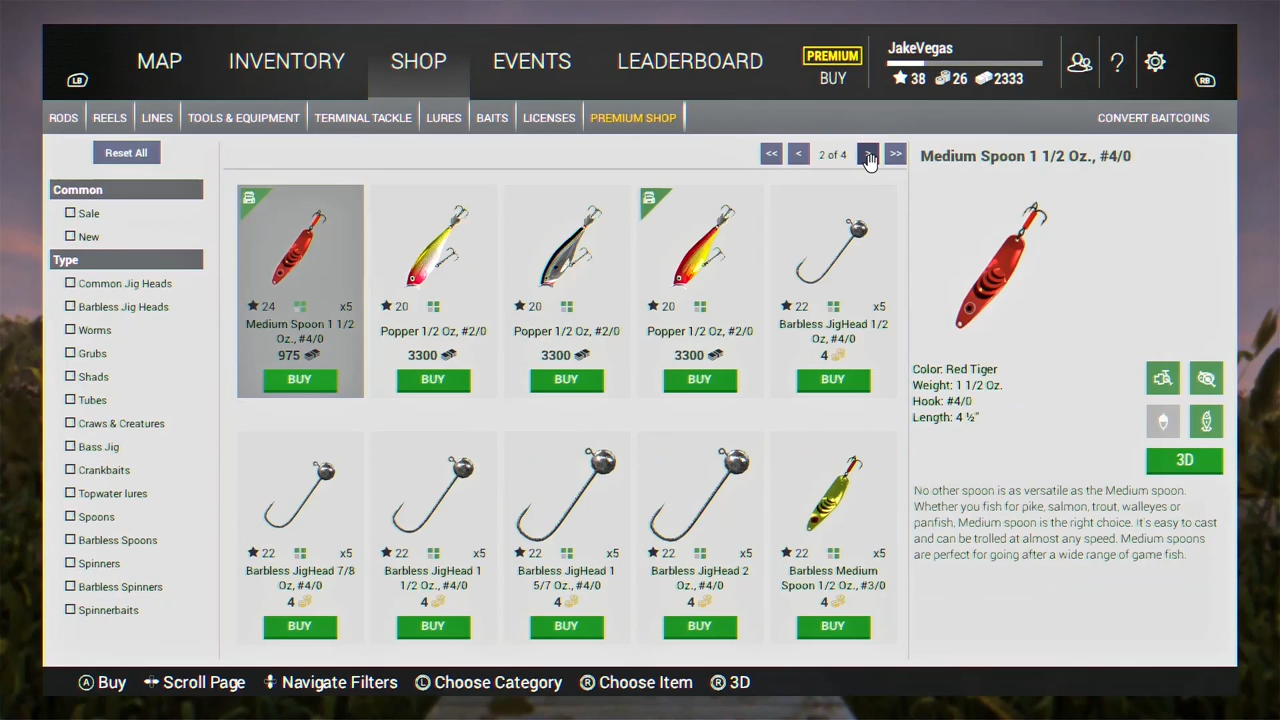 LB
MAP
INVENTORY
SHOP
EVENTS
LEADERBOARD
PREMIUM
BUY
JakeVegas
38
26
2333
?
RB
RODS
REELS
LINES
TOOLS & EQUIPMENT
TERMINAL TACKLE
LURES
BAITS
LICENSES
PREMIUM SHOP
CONVERT BAITCOINS
Reset All
Common
Sale
New
Type
Common Jig Heads
Barbless Jig Heads
Worms
Grubs
Shads
Tubes
Craws & Creatures
Bass Jig
Crankbaits
Topwater lures
Spoons
Barbless Spoons
Spinners
Barbless Spinners
Spinnerbaits
<<
<
2 of 4
>
>>
24 x5
Medium Spoon 1 1/2
Oz., #4/0
975
BUY
20
Popper 1/2 Oz, #2/0
3300
BUY
20
Popper 1/2 Oz, #2/0
3300
BUY
20
Popper 1/2 Oz, #2/0
3300
BUY
22 x5
Barbless JigHead 1/2
Oz, #4/0
4
BUY
22 x5
Barbless JigHead 7/8
Oz, #4/0
4
BUY
22 x5
Barbless JigHead 1
1/2 Oz., #4/0
4
BUY
22 x5
Barbless JigHead 1
5/7 Oz., #4/0
4
BUY
22 x5
Barbless JigHead 2
Oz., #4/0
4
BUY
22 x5
Barbless Medium
Spoon 1/2 Oz., #3/0
4
BUY
Medium Spoon 1 1/2 Oz., #4/0
Color: Red Tiger
Weight: 1 1/2 Oz.
Hook: #4/0
Length: 4 ½"
3D
No other spoon is as versatile as the Medium spoon.
Whether you fish for pike, salmon, trout, walleyes or
panfish, Medium spoon is the right choice. It's easy to cast
and can be trolled at almost any speed. Medium spoons
are perfect for going after a wide range of game fish.
A Buy
Scroll Page
Navigate Filters
L Choose Category
R Choose Item
R 3D